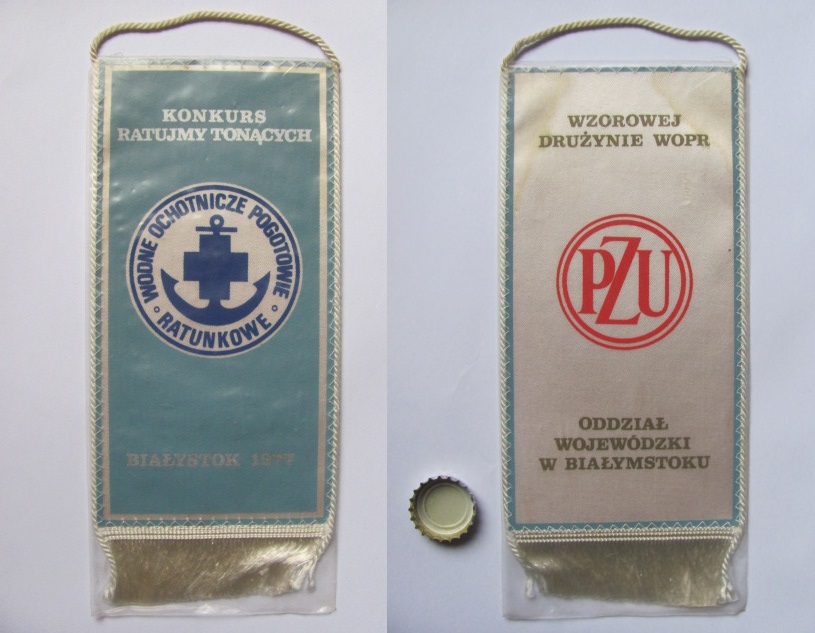 KONKURS
RATUJMY TONĄCYCH
WODNE OCHOTNICZE POGOTOWIE
RATUNKOWE
BIAŁYSTOK 1977
WZOROWEJ
DRUŻYNIE WOPR
PZU
ODDZIAŁ
WOJEWÓDZKI
W BIAŁYMSTOKU